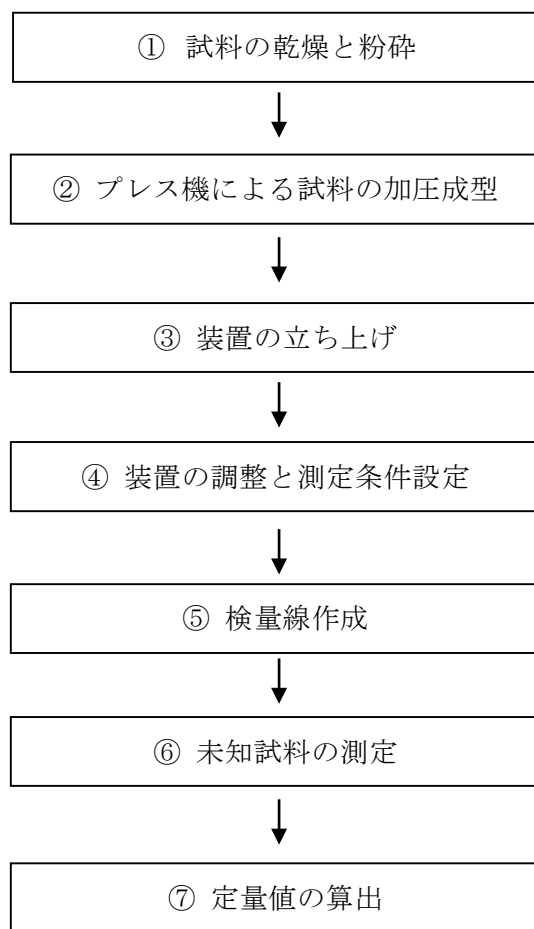 ① 試料の乾燥と粉砕
② プレス機による試料の加圧成型
③ 装置の立ち上げ
④ 装置の調整と測定条件設定
⑤ 検量線作成
⑥ 未知試料の測定
⑦ 定量値の算出